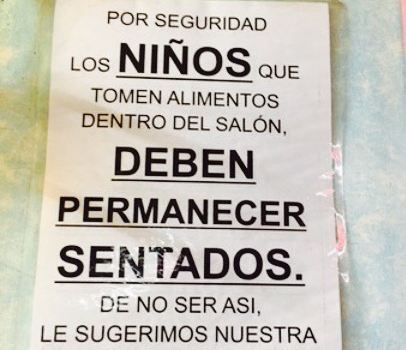 POR SEGURIDAD
LOS NIÑOS QUE
TOMEN ALIMENTOS
DENTRO DEL SALÓN,
DEBEN
PERMANECER
SENTADOS.
DE NO SER ASI,
LE SUGERIMOS NUESTRA